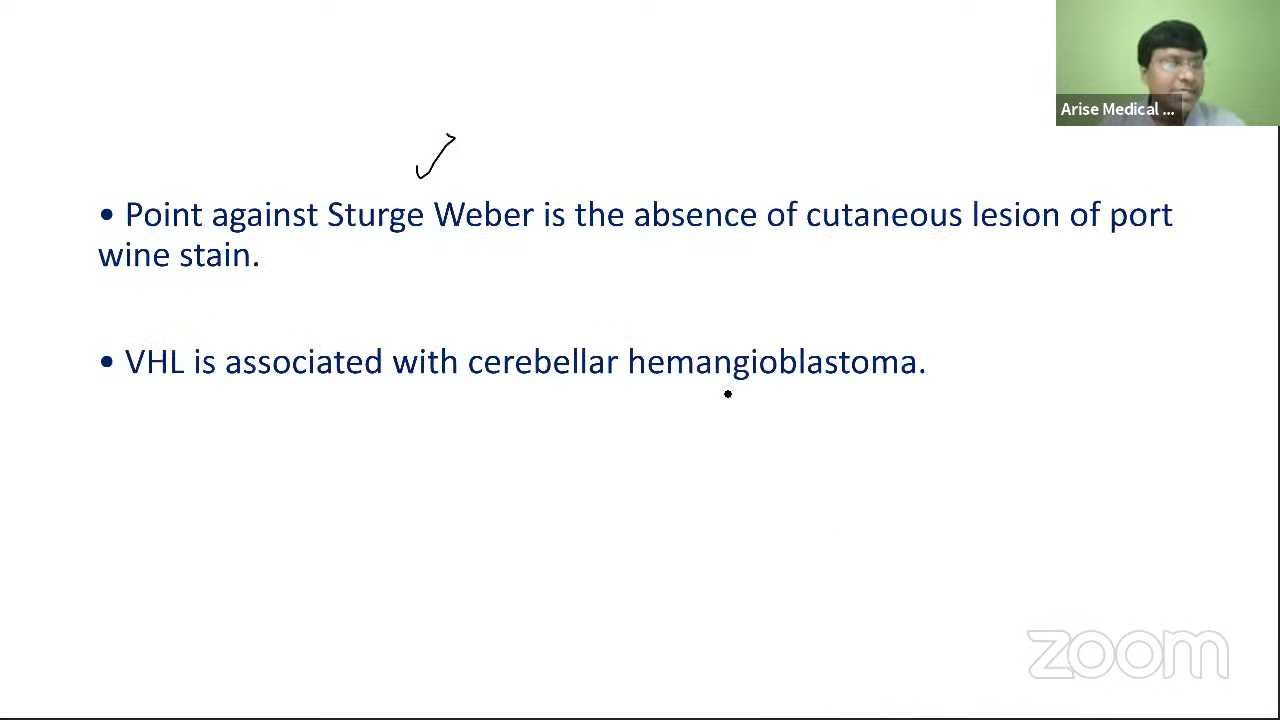 Arise Medical ...
• Point against Sturge Weber is the absence of cutaneous lesion of port
wine stain.
• VHL is associated with cerebellar hemangioblastoma.
zoom